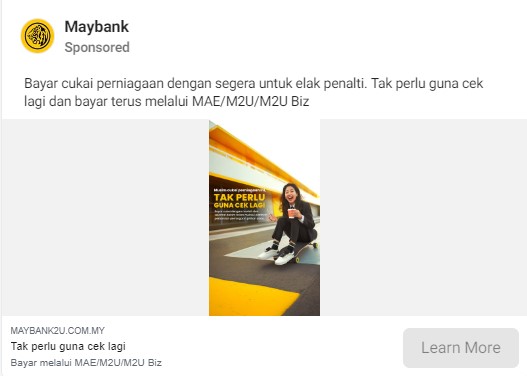 Maybank
Sponsored
Bayar cukai perniagaan dengan segera untuk elak penalti. Tak perlu guna cek
lagi dan bayar terus melalui MAE/M2U/M2U Biz
TAK PERLU
GUNA CEK LAGI
MAYBANK2U.COM.MY
Tak perlu guna cek lagi
Bayar melalui MAE/M2U/M2U Biz
Learn More